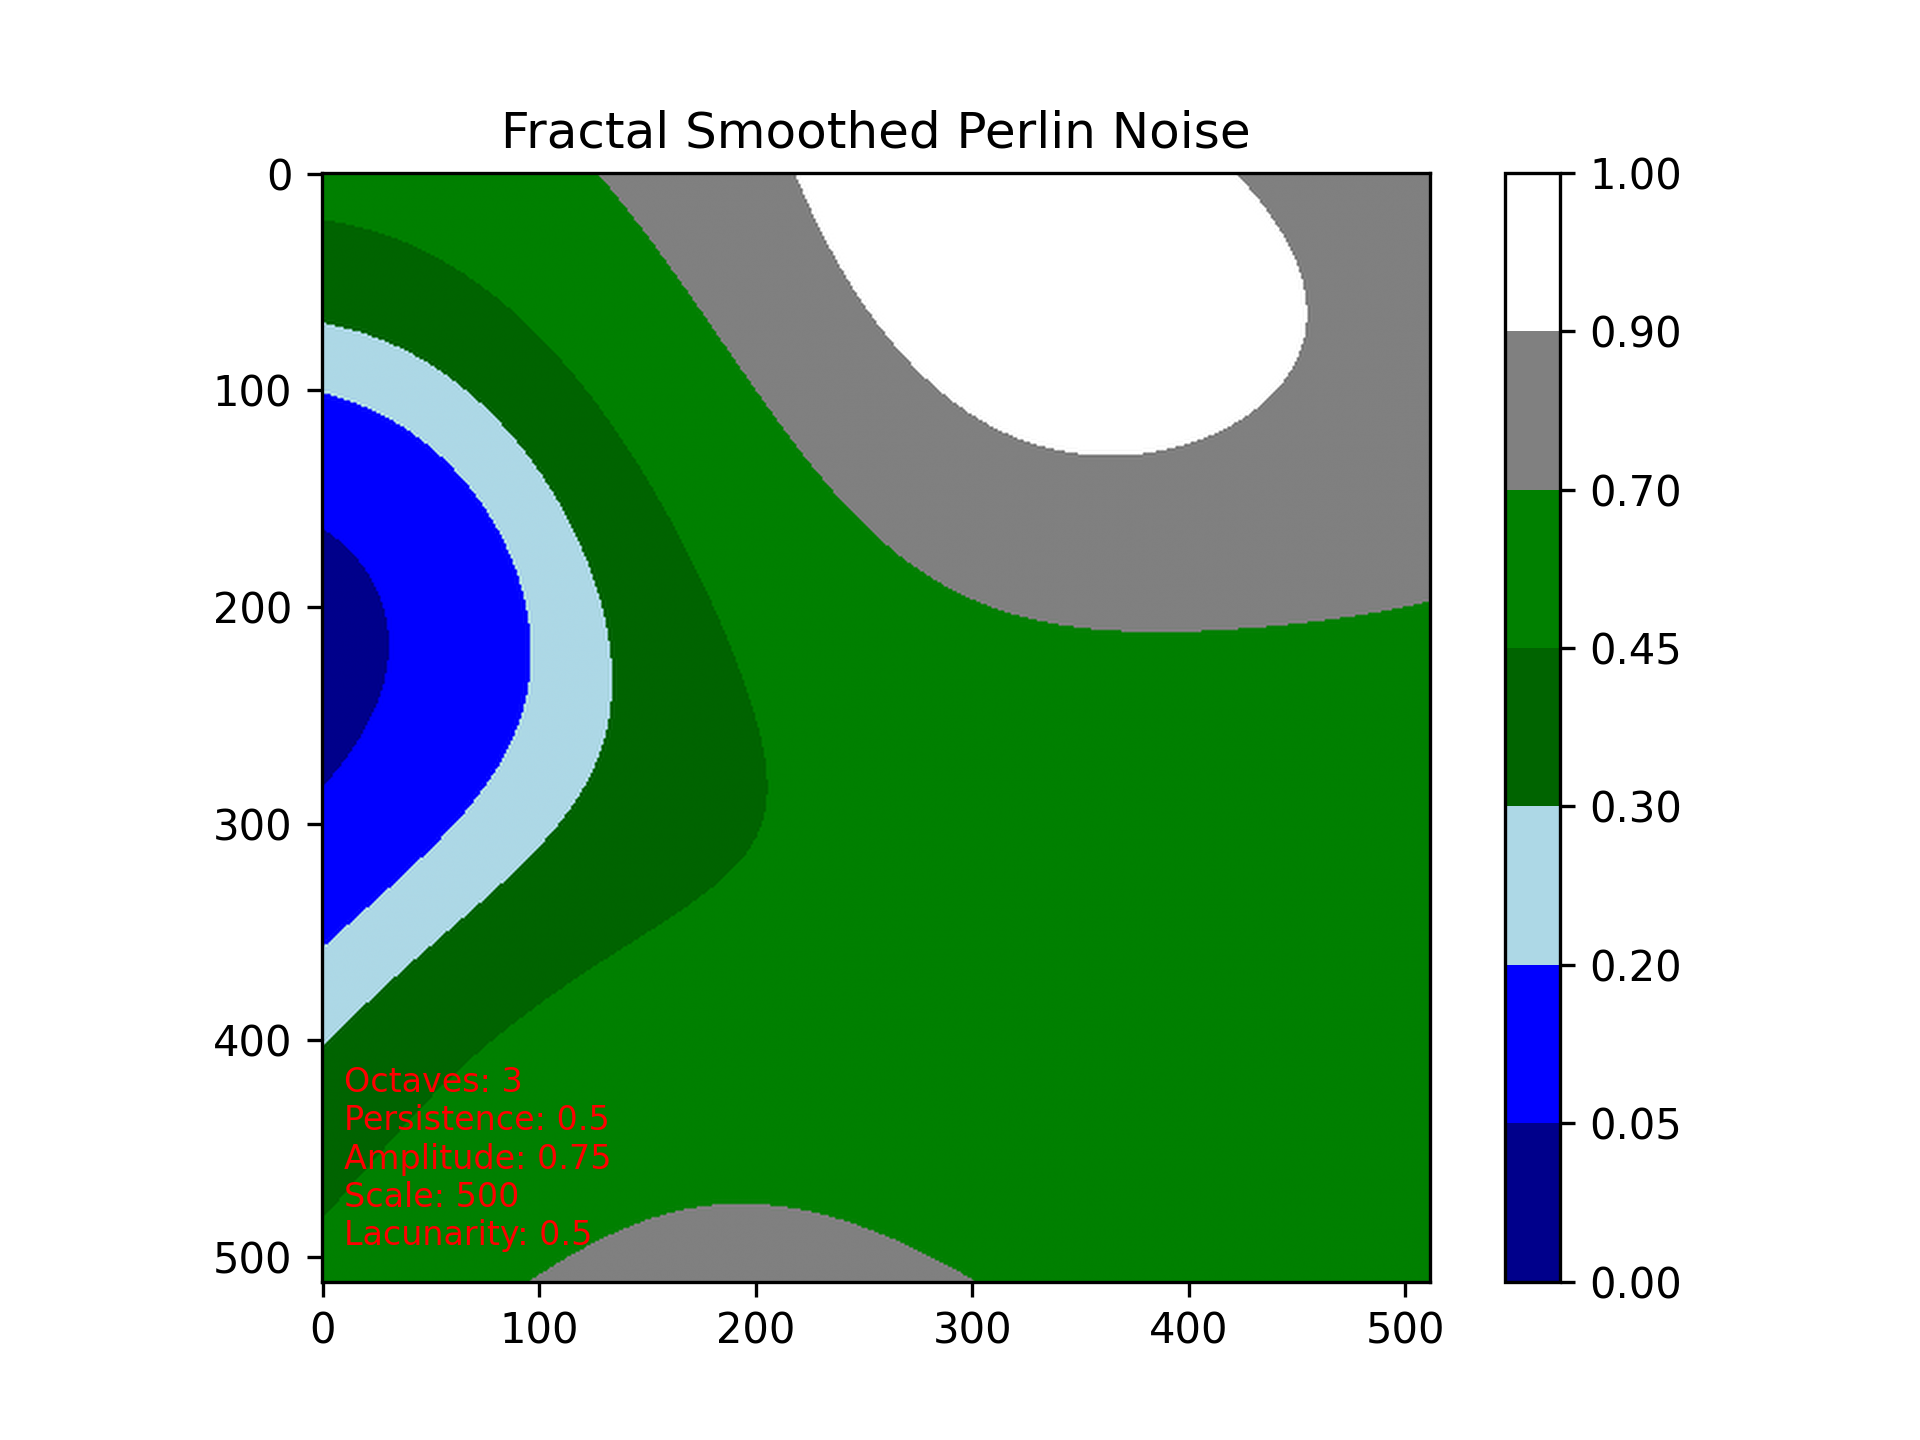 Fractal Smoothed Perlin Noise
0
100
200
300
400
500
Octaves: 3
Persistence: 0.5
Amplitude: 0.75
Scale: 500
Lacunarity: 0.5
0 100 200 300 400 500
1.00
0.90
0.70
0.45
0.30
0.20
0.05
0.00